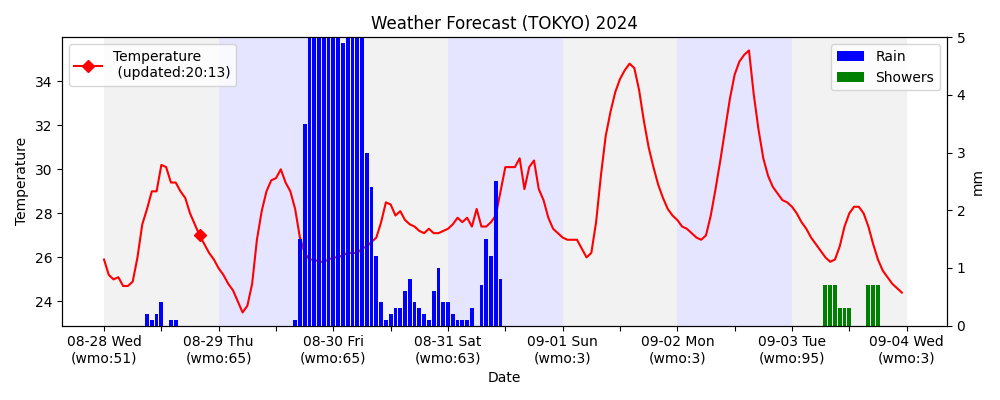 Weather Forecast (TOKYO) 2024
Temperature
(updated:20:13)
Rain
Showers
34
32
30
28
26
24
Temperature
5
4
3
2
1
0
mm
08-28 Wed
(wmo:51)
08-29 Thu
(wmo:65)
08-30 Fri
(wmo:65)
08-31 Sat
(wmo:63)
09-01 Sun
(wmo:3)
09-02 Mon
(wmo:3)
09-03 Tue
(wmo:95)
09-04 Wed
(wmo:3)
Date